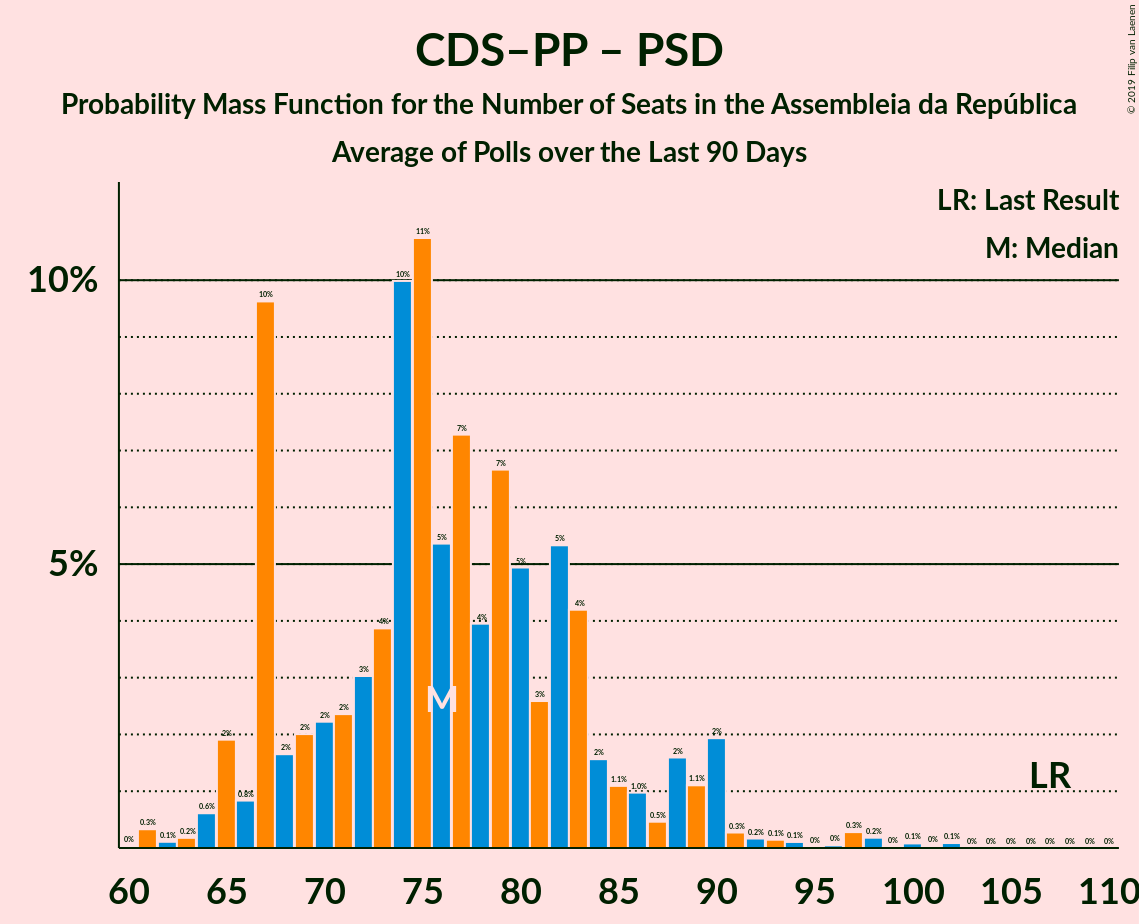 CDS–PP – PSD
Probability Mass Function for the Number of Seats in the Assembleia da República
Average of Polls over the Last 90 Days
© 2019 Filip van Laenen
LR: Last Result
M: Median
10%
5%
0% 0.3% 0.1% 0.2% 0.6% 2% 0.8% 10% 2% 2% 2% 2% 3% 4% 10% 11% 5% 7% 4% 7% 5% 3% 5% 4% 2% 1.1% 1.0% 0.5% 2% 1.1% 2% 0.3% 0.2% 0.1% 0.1% 0% 0% 0.3% 0.2% 0% 0.1% 0% 0.1% 0% 0% 0% 0% 0% 0% 0% 0%
M
LR
60 65 70 75 80 85 90 95 100 105 110